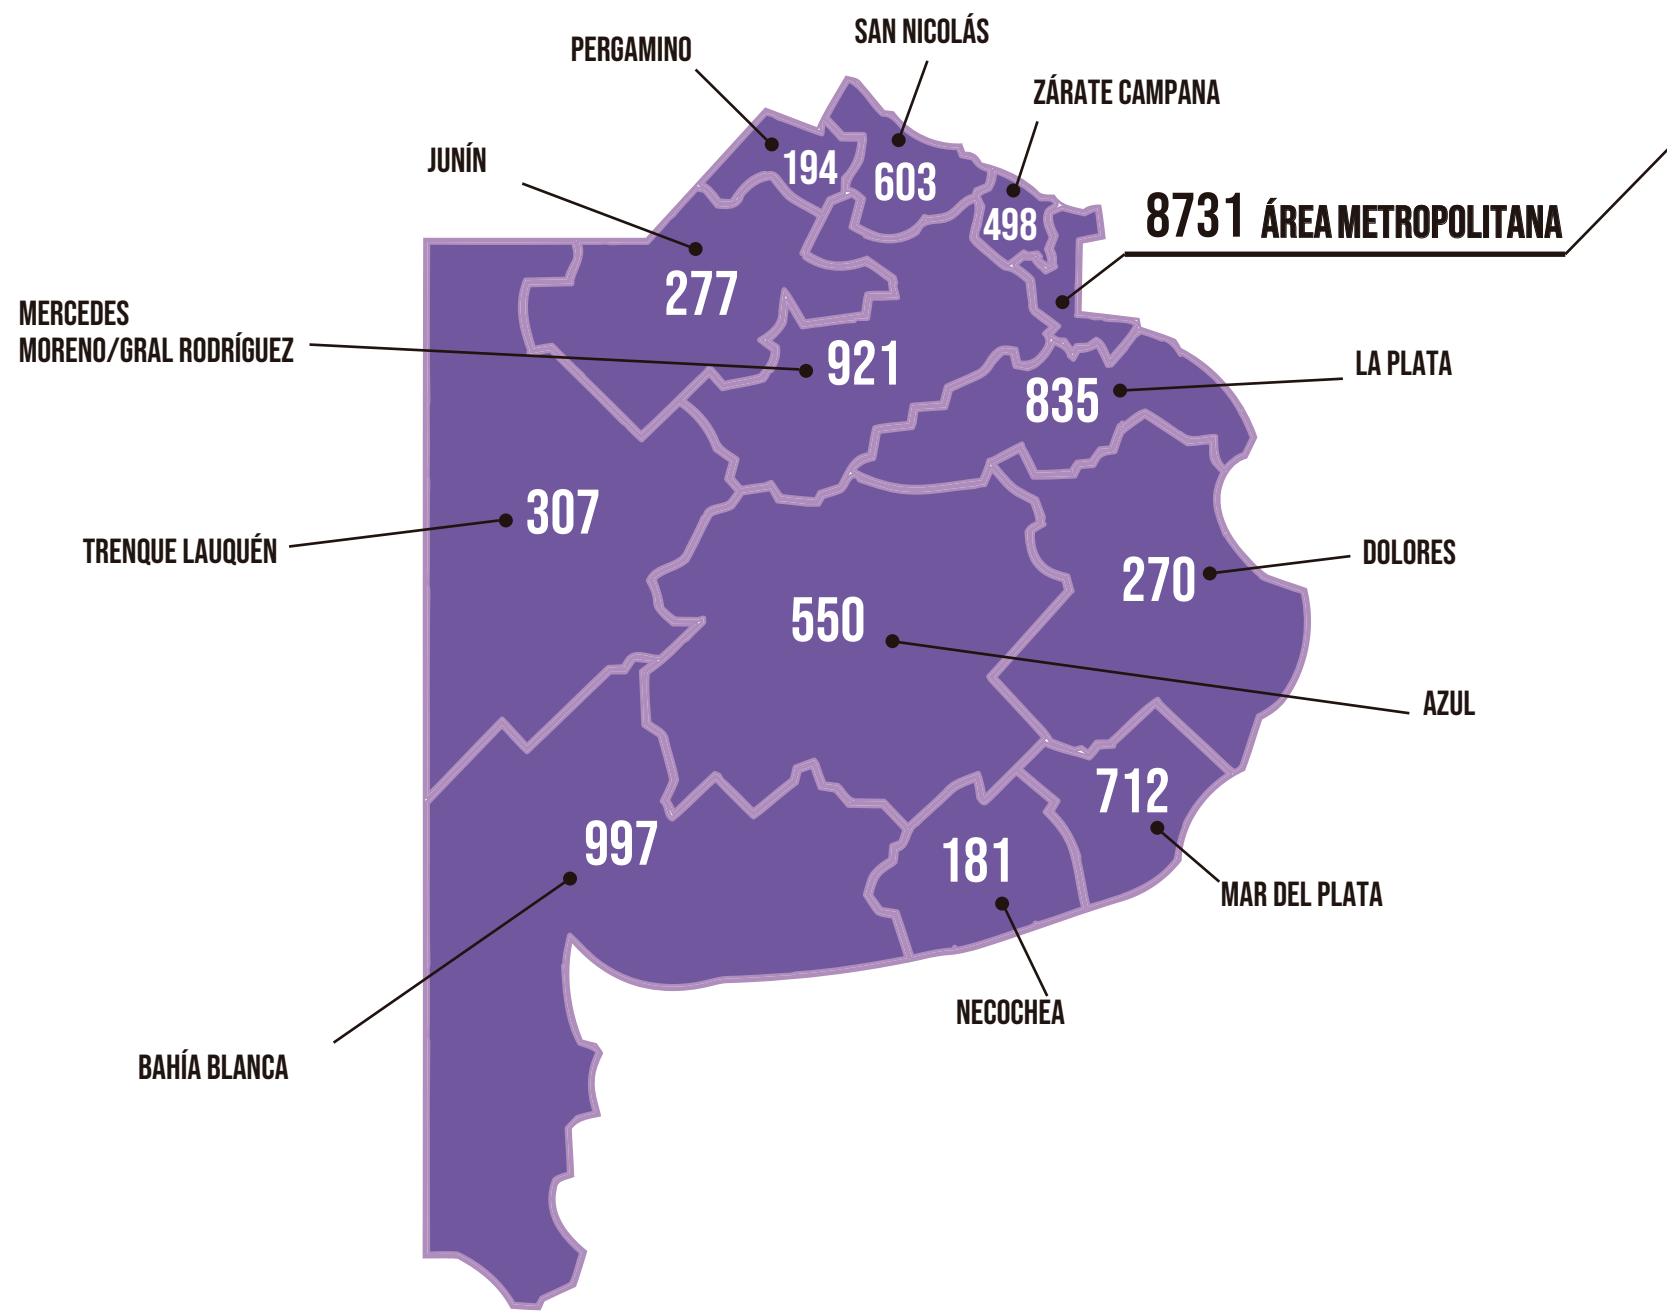 SAN NICOLÁS
PERGAMINO
ZÁRATE CAMPANA
JUNÍN
194
603
498
8731 ÁREA METROPOLITANA
277
MERCEDES
MORENO/GRAL RODRÍGUEZ
921
LA PLATA
835
307
TRENQUE LAUQUÉN
DOLORES
270
550
AZUL
712
997
181
MAR DEL PLATA
NECOCHEA
BAHÍA BLANCA